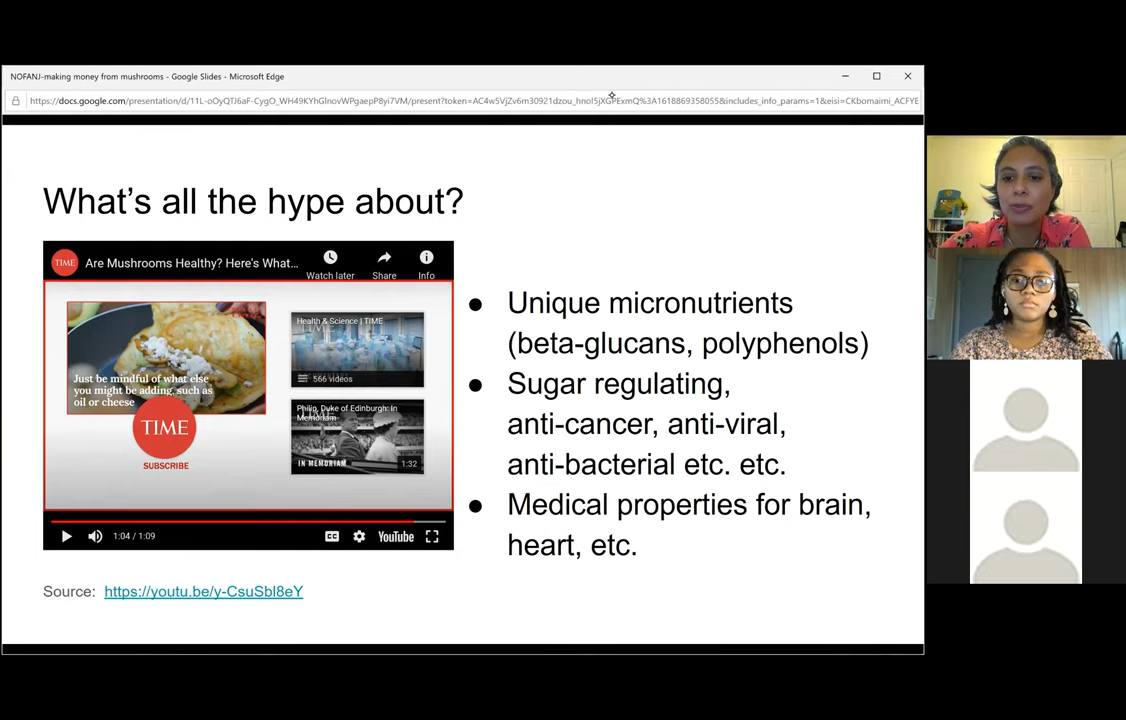 NOFANJ-making money from mushrooms - Google Slides - Microsoft Edge
What's all the hype about?
TIME
Are Mushrooms Healthy? Here's What...
Watch later
Share
Info
Just be mindful of what else
you might be adding, such as
oil or cheese
TIME
SUBSCRIBE
Health & Science | TIME
566 videos
Philip, Duke of Edinburgh: In
Memoriam
IN MEMORIAM
1:32
1:04 / 1:09
CC
YouTube
● Unique micronutrients
(beta-glucans, polyphenols)
● Sugar regulating,
anti-cancer, anti-viral,
anti-bacterial etc. etc.
● Medical properties for brain,
heart, etc.
Source: https://youtu.be/y-CsuSbl8eY